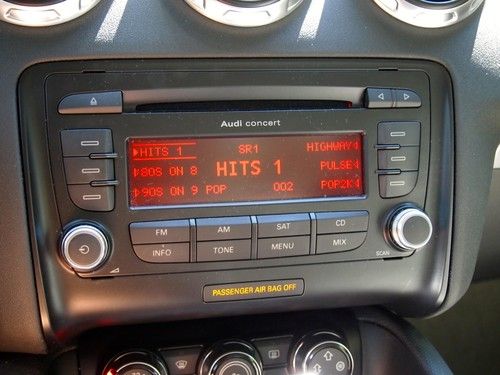 Audi concert
HITS 1 SR1 HIGHWAY
80S ON 8 HITS 1 PULSE
90S ON 9 POP 002 POP2K
FM AM SAT CD
INFO TONE MENU MIX
SCAN
PASSENGER AIR BAG OFF